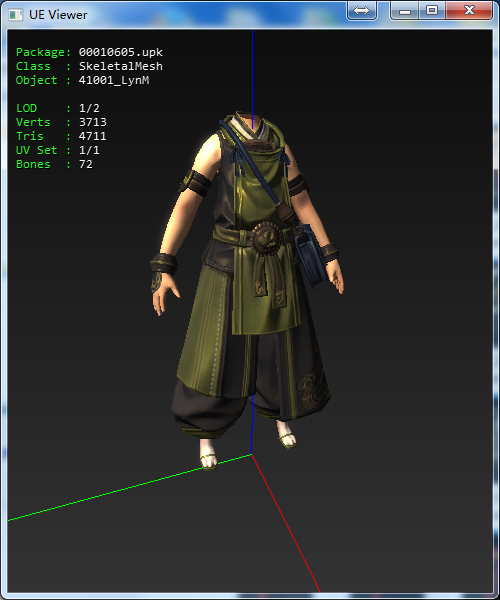 UE Viewer
Package: 00010605.upk
Class : SkeletalMesh
Object : 41001_LynM
LOD : 1/2
Verts : 3713
Tris : 4711
UV Set : 1/1
Bones : 72